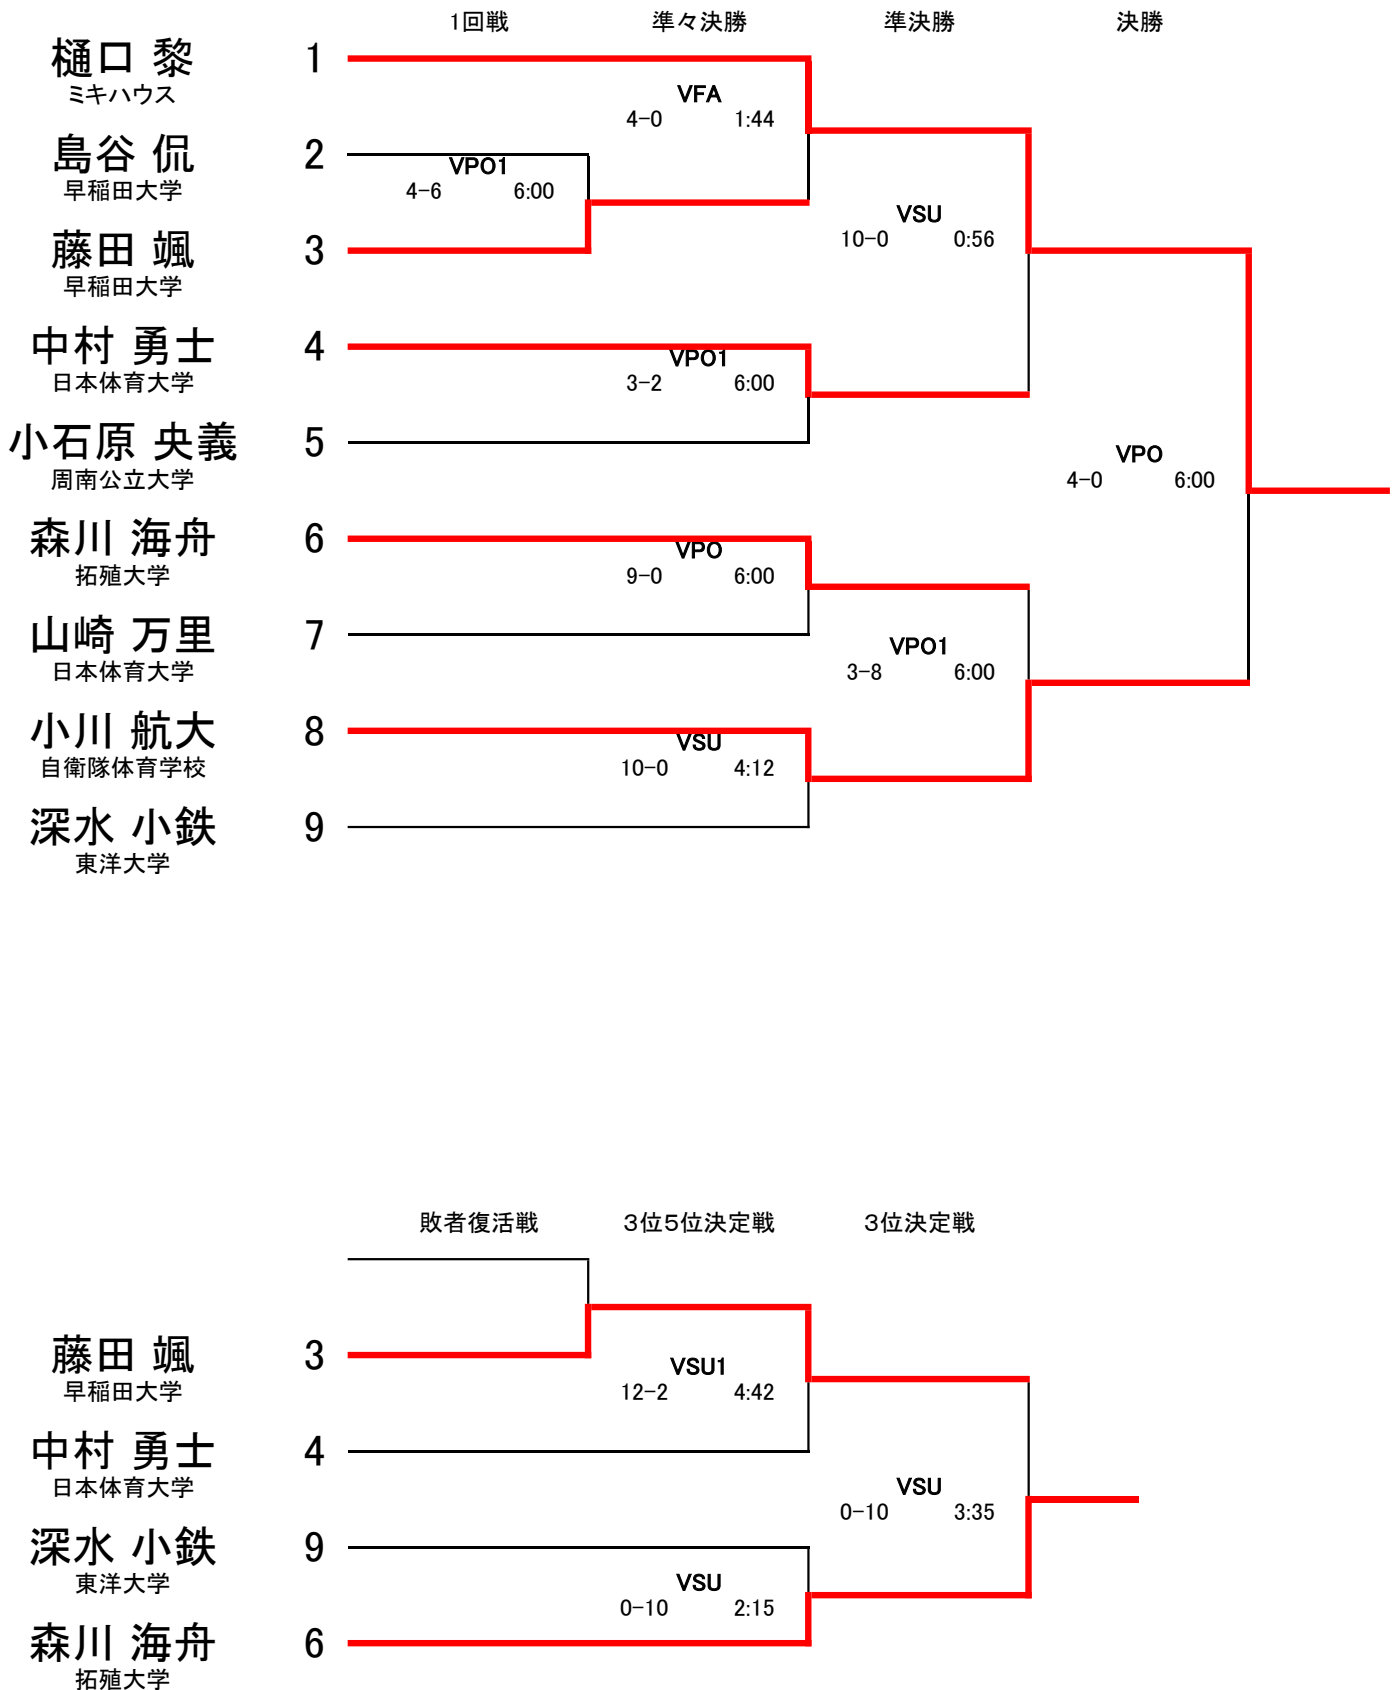 1回戦 準々決勝 準決勝 決勝
樋口 黎 1
ミキハウス
VFA
4-0 1:44
島谷 侃 2
早稲田大学
VPO1
4-6 6:00
藤田 颯 3
早稲田大学
VSU
10-0 0:56
中村 勇士 4
日本体育大学
VPO1
3-2 6:00
小石原 央義 5
周南公立大学
VPO
4-0 6:00
森川 海舟 6
拓殖大学
VPO
9-0 6:00
山崎 万里 7
日本体育大学
VPO1
3-8 6:00
小川 航大 8
自衛隊体育学校
VSU
10-0 4:12
深水 小鉄 9
東洋大学
敗者復活戦 3位5位決定戦 3位決定戦
藤田 颯 3
早稲田大学
VSU1
12-2 4:42
中村 勇士 4
日本体育大学
VSU
0-10 3:35
深水 小鉄 9
東洋大学
VSU
0-10 2:15
森川 海舟 6
拓殖大学